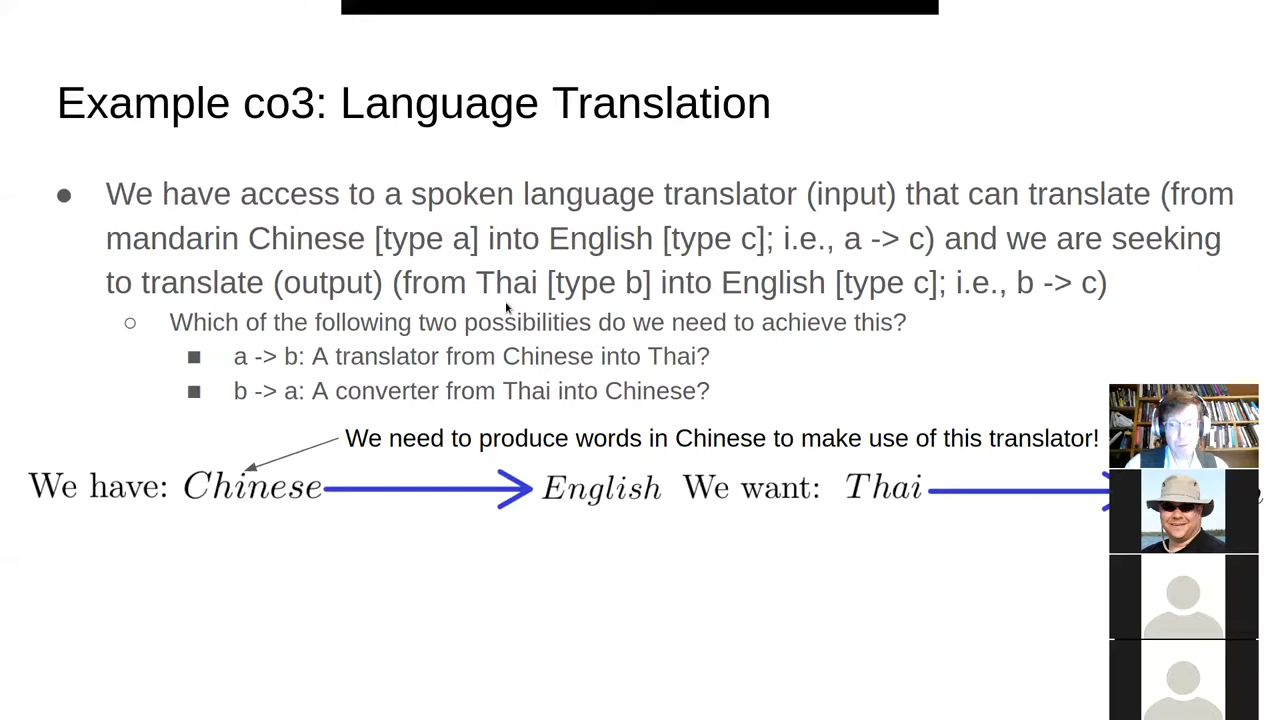 Example co3: Language Translation
● We have access to a spoken language translator (input) that can translate (from
mandarin Chinese [type a] into English [type c]; i.e., a -> c) and we are seeking
to translate (output) (from Thai [type b] into English [type c]; i.e., b -> c)
○ Which of the following two possibilities do we need to achieve this?
■ a -> b: A translator from Chinese into Thai?
■ b -> a: A converter from Thai into Chinese?
We need to produce words in Chinese to make use of this translator!
We have: Chinese English We want: Thai